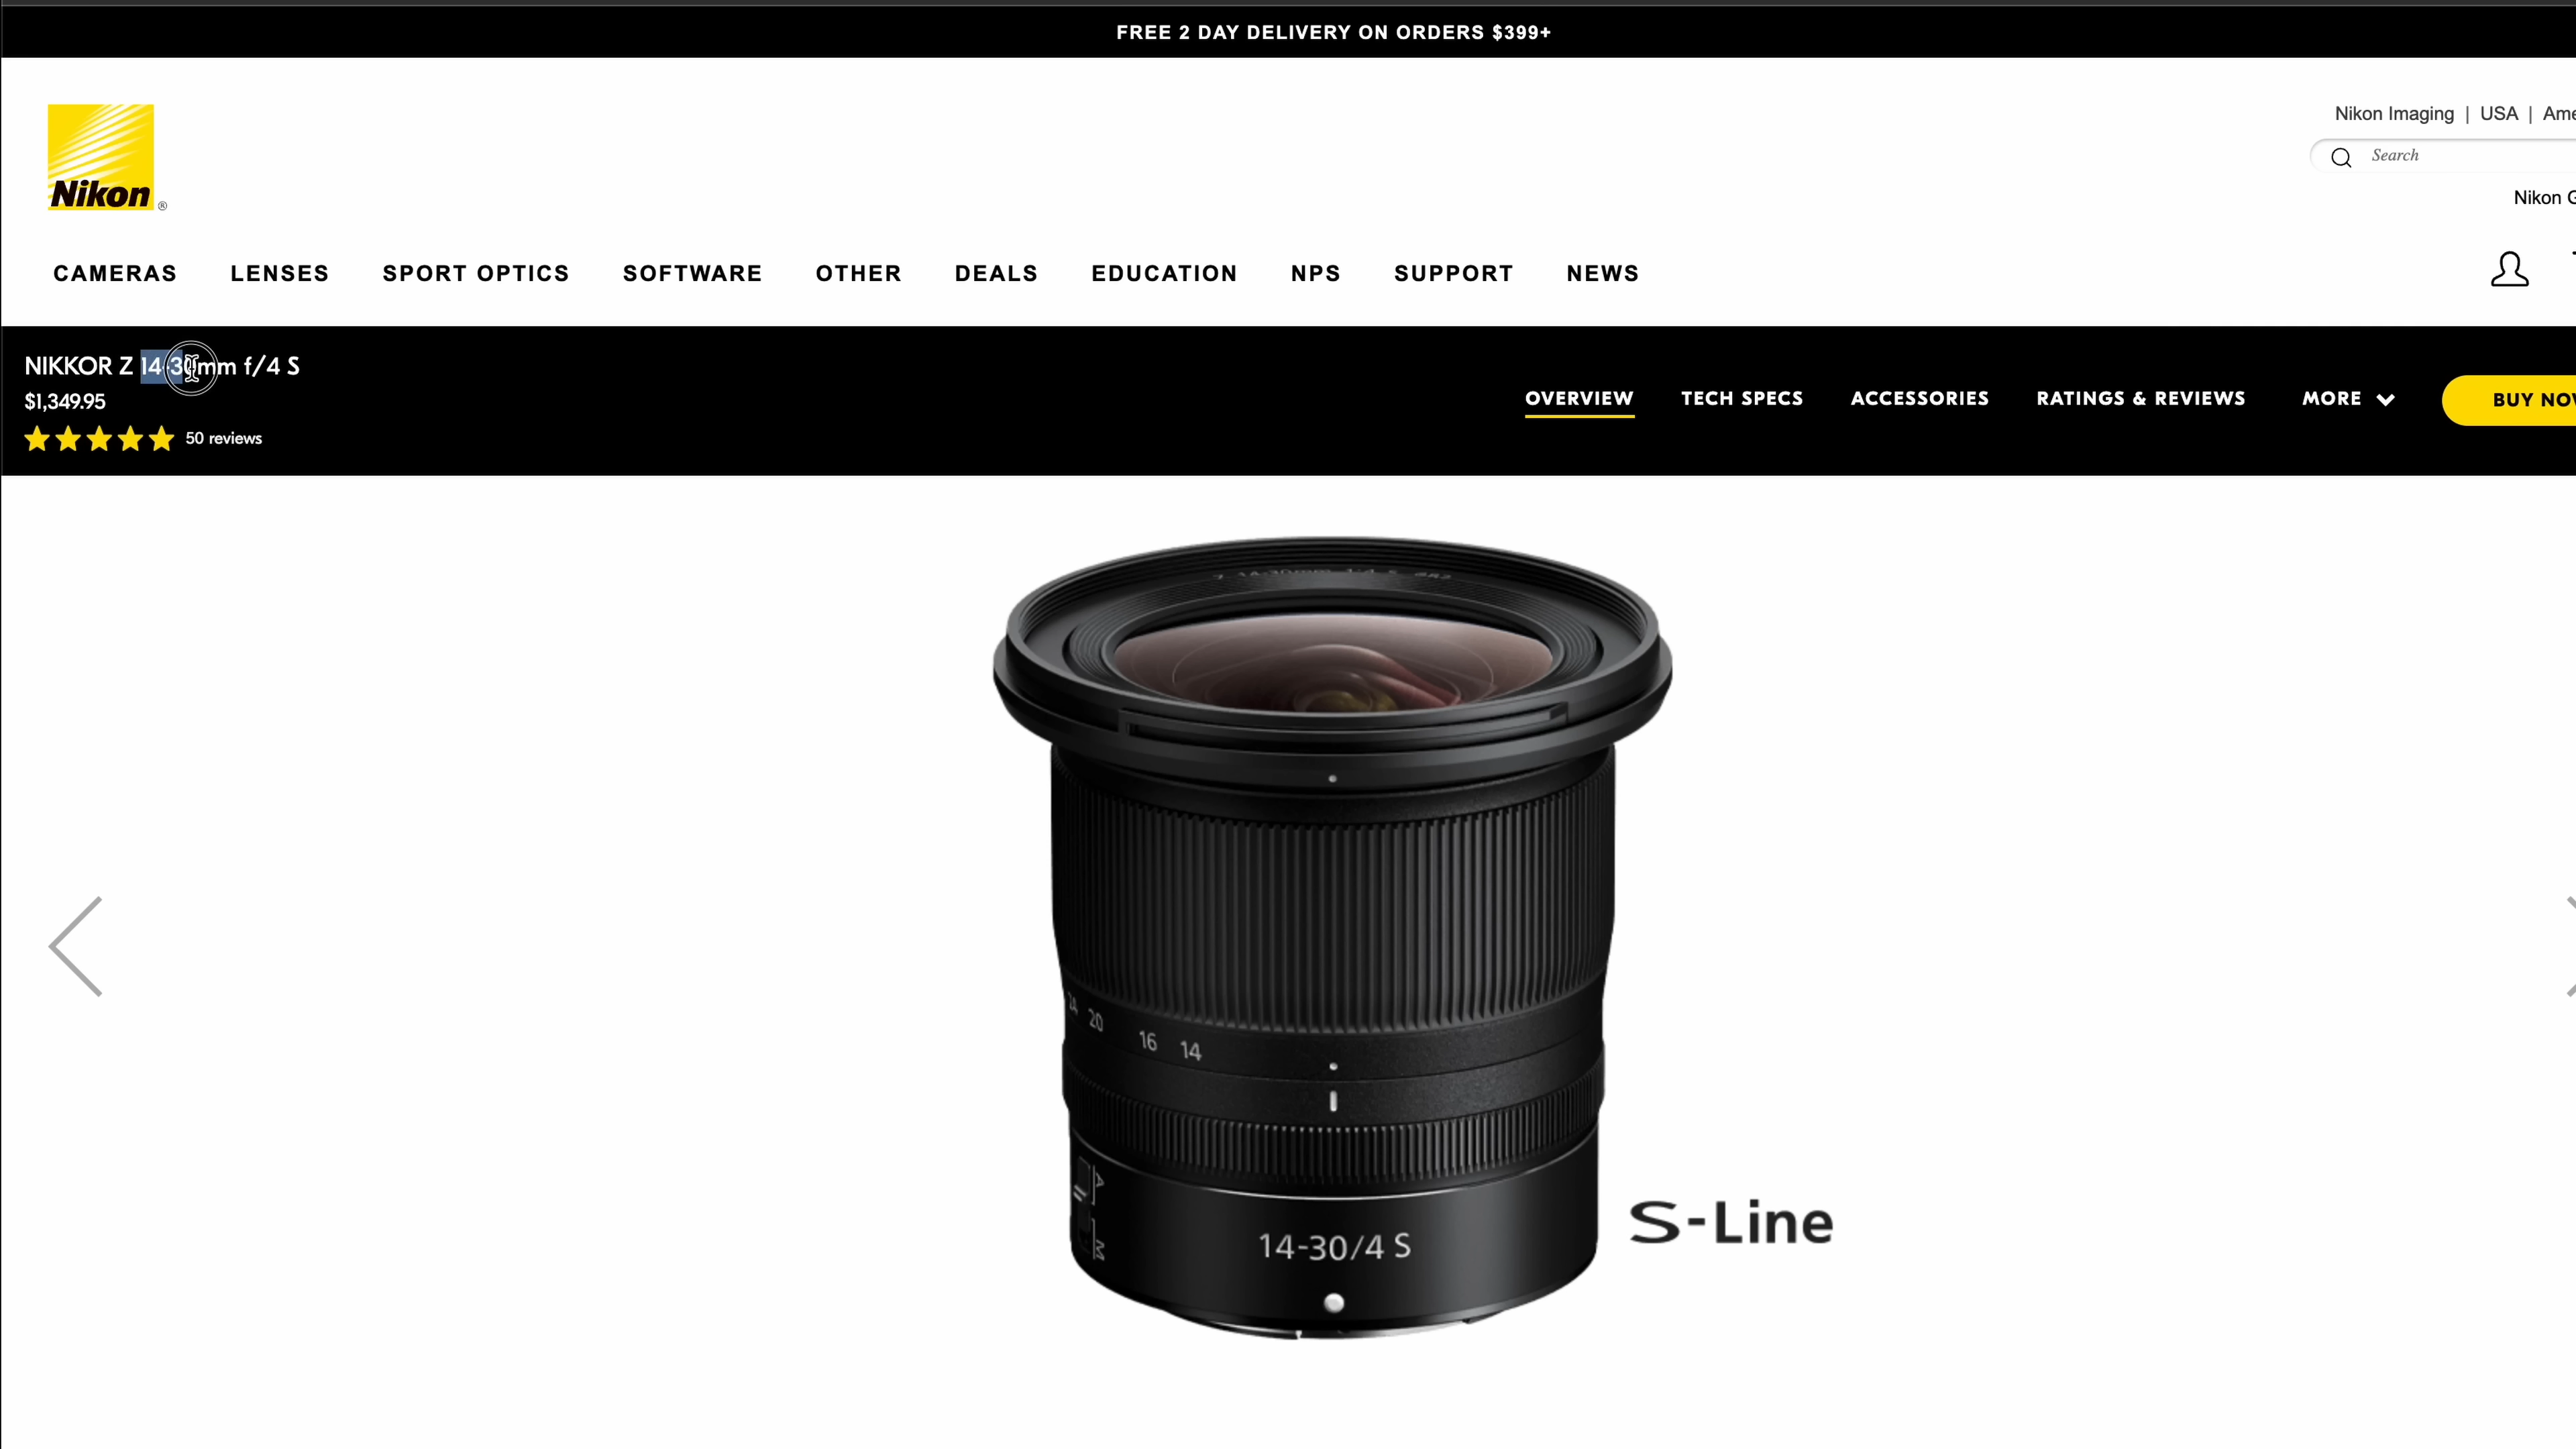 FREE 2 DAY DELIVERY ON ORDERS $399+
Nikon Imaging | USA |
Search
Nikon
Nikon ®
CAMERAS LENSES SPORT OPTICS SOFTWARE OTHER DEALS EDUCATION NPS SUPPORT NEWS
NIKKOR Z 14-30mm f/4 S
$1,349.95
50 reviews
OVERVIEW TECH SPECS ACCESSORIES RATINGS & REVIEWS MORE
BUY
24 20 16 14
A M
14-30/4 S
S-Line